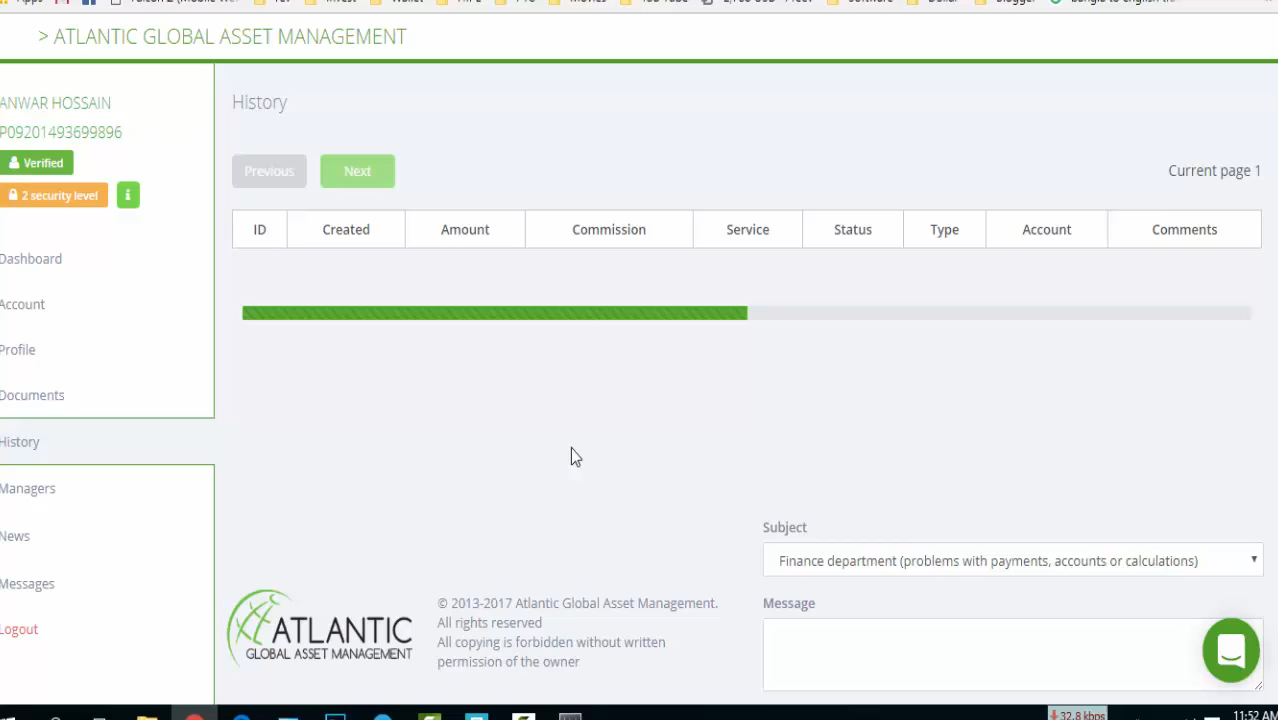 > ATLANTIC GLOBAL ASSET MANAGEMENT
ANWAR HOSSAIN
P09201493699896
Verified
2 security level
i
Dashboard
Account
Profile
Documents
History
Managers
News
Messages
Logout
History
Previous
Next
Current page 1
ID
Created
Amount
Commission
Service
Status
Type
Account
Comments
Subject
Finance department (problems with payments, accounts or calculations)
Message
ATLANTIC
GLOBAL ASSET MANAGEMENT
© 2013-2017 Atlantic Global Asset Management.
All rights reserved
All copying is forbidden without written
permission of the owner
32.8 kbps
11:52 AM